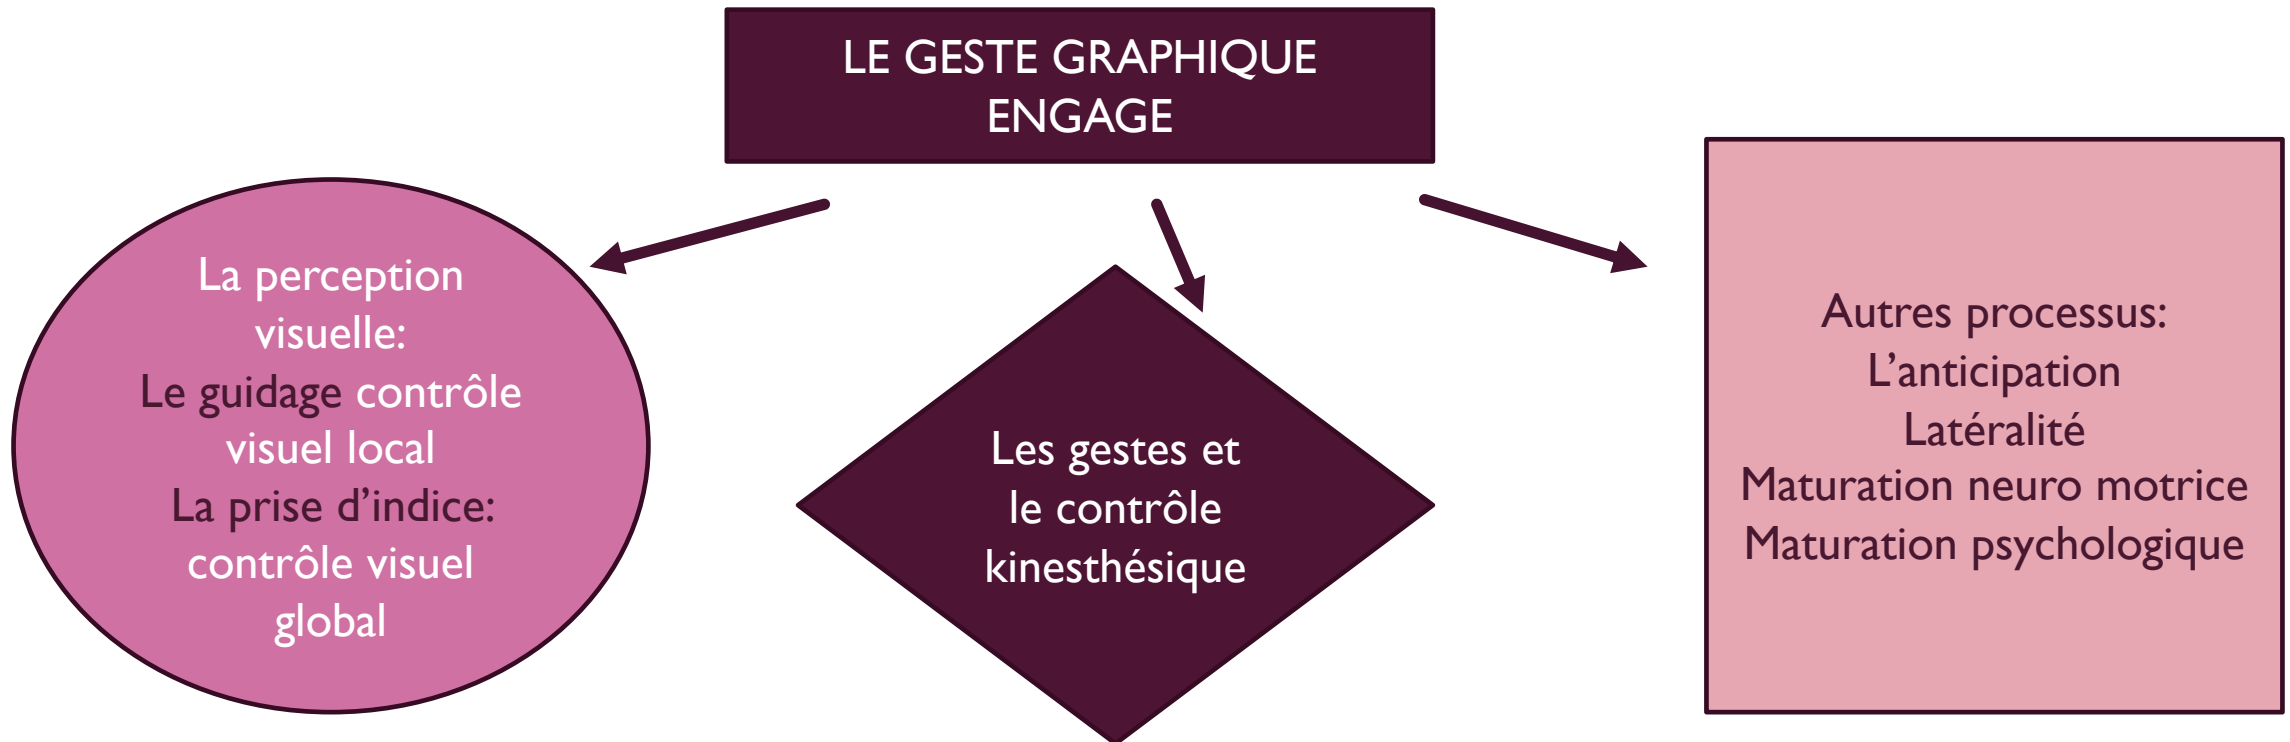 LE GESTE GRAPHIQUE
ENGAGE
La perception
visuelle:
Le guidage contrôle
visuel local
La prise d’indice:
contrôle visuel
global
Les gestes et
le contrôle
kinesthésique
Autres processus:
L’anticipation
Latéralité
Maturation neuro motrice
Maturation psychologique